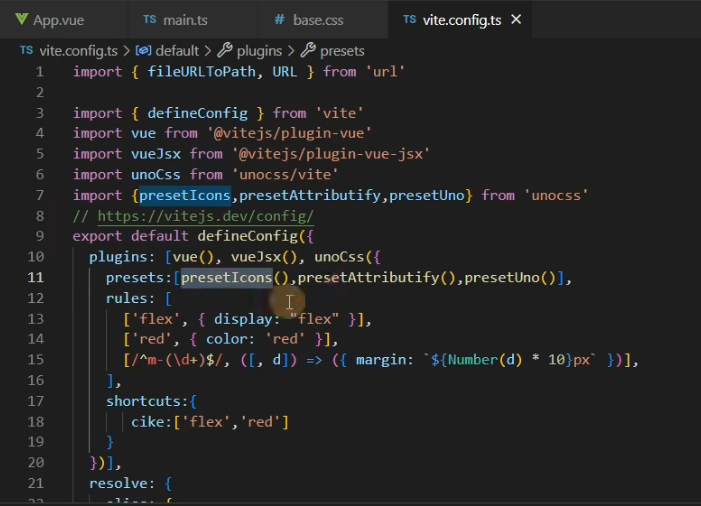 App.vue TS main.ts # base.css TS vite.config.ts ✕
TS vite.config.ts > default > plugins > presets
1 import { fileURLToPath, URL } from 'url'
2
3 import { defineConfig } from 'vite'
4 import vue from '@vitejs/plugin-vue'
5 import vueJsx from '@vitejs/plugin-vue-jsx'
6 import unoCss from 'unocss/vite'
7 import {presetIcons,presetAttributify,presetUno} from 'unocss'
8 // https://vitejs.dev/config/
9 export default defineConfig({
10 plugins: [vue(), vueJsx(), unoCss({
11 presets:[presetIcons(),presetAttributify(),presetUno()],
12 rules: [
13 ['flex', { display: "flex" }],
14 ['red', { color: 'red' }],
15 [/^m-(\d+)$/, ([, d]) => ({ margin: `${Number(d) * 10}px` })],
16 ],
17 shortcuts:{
18 cike:['flex','red']
19 }
20 })],
21 resolve: {